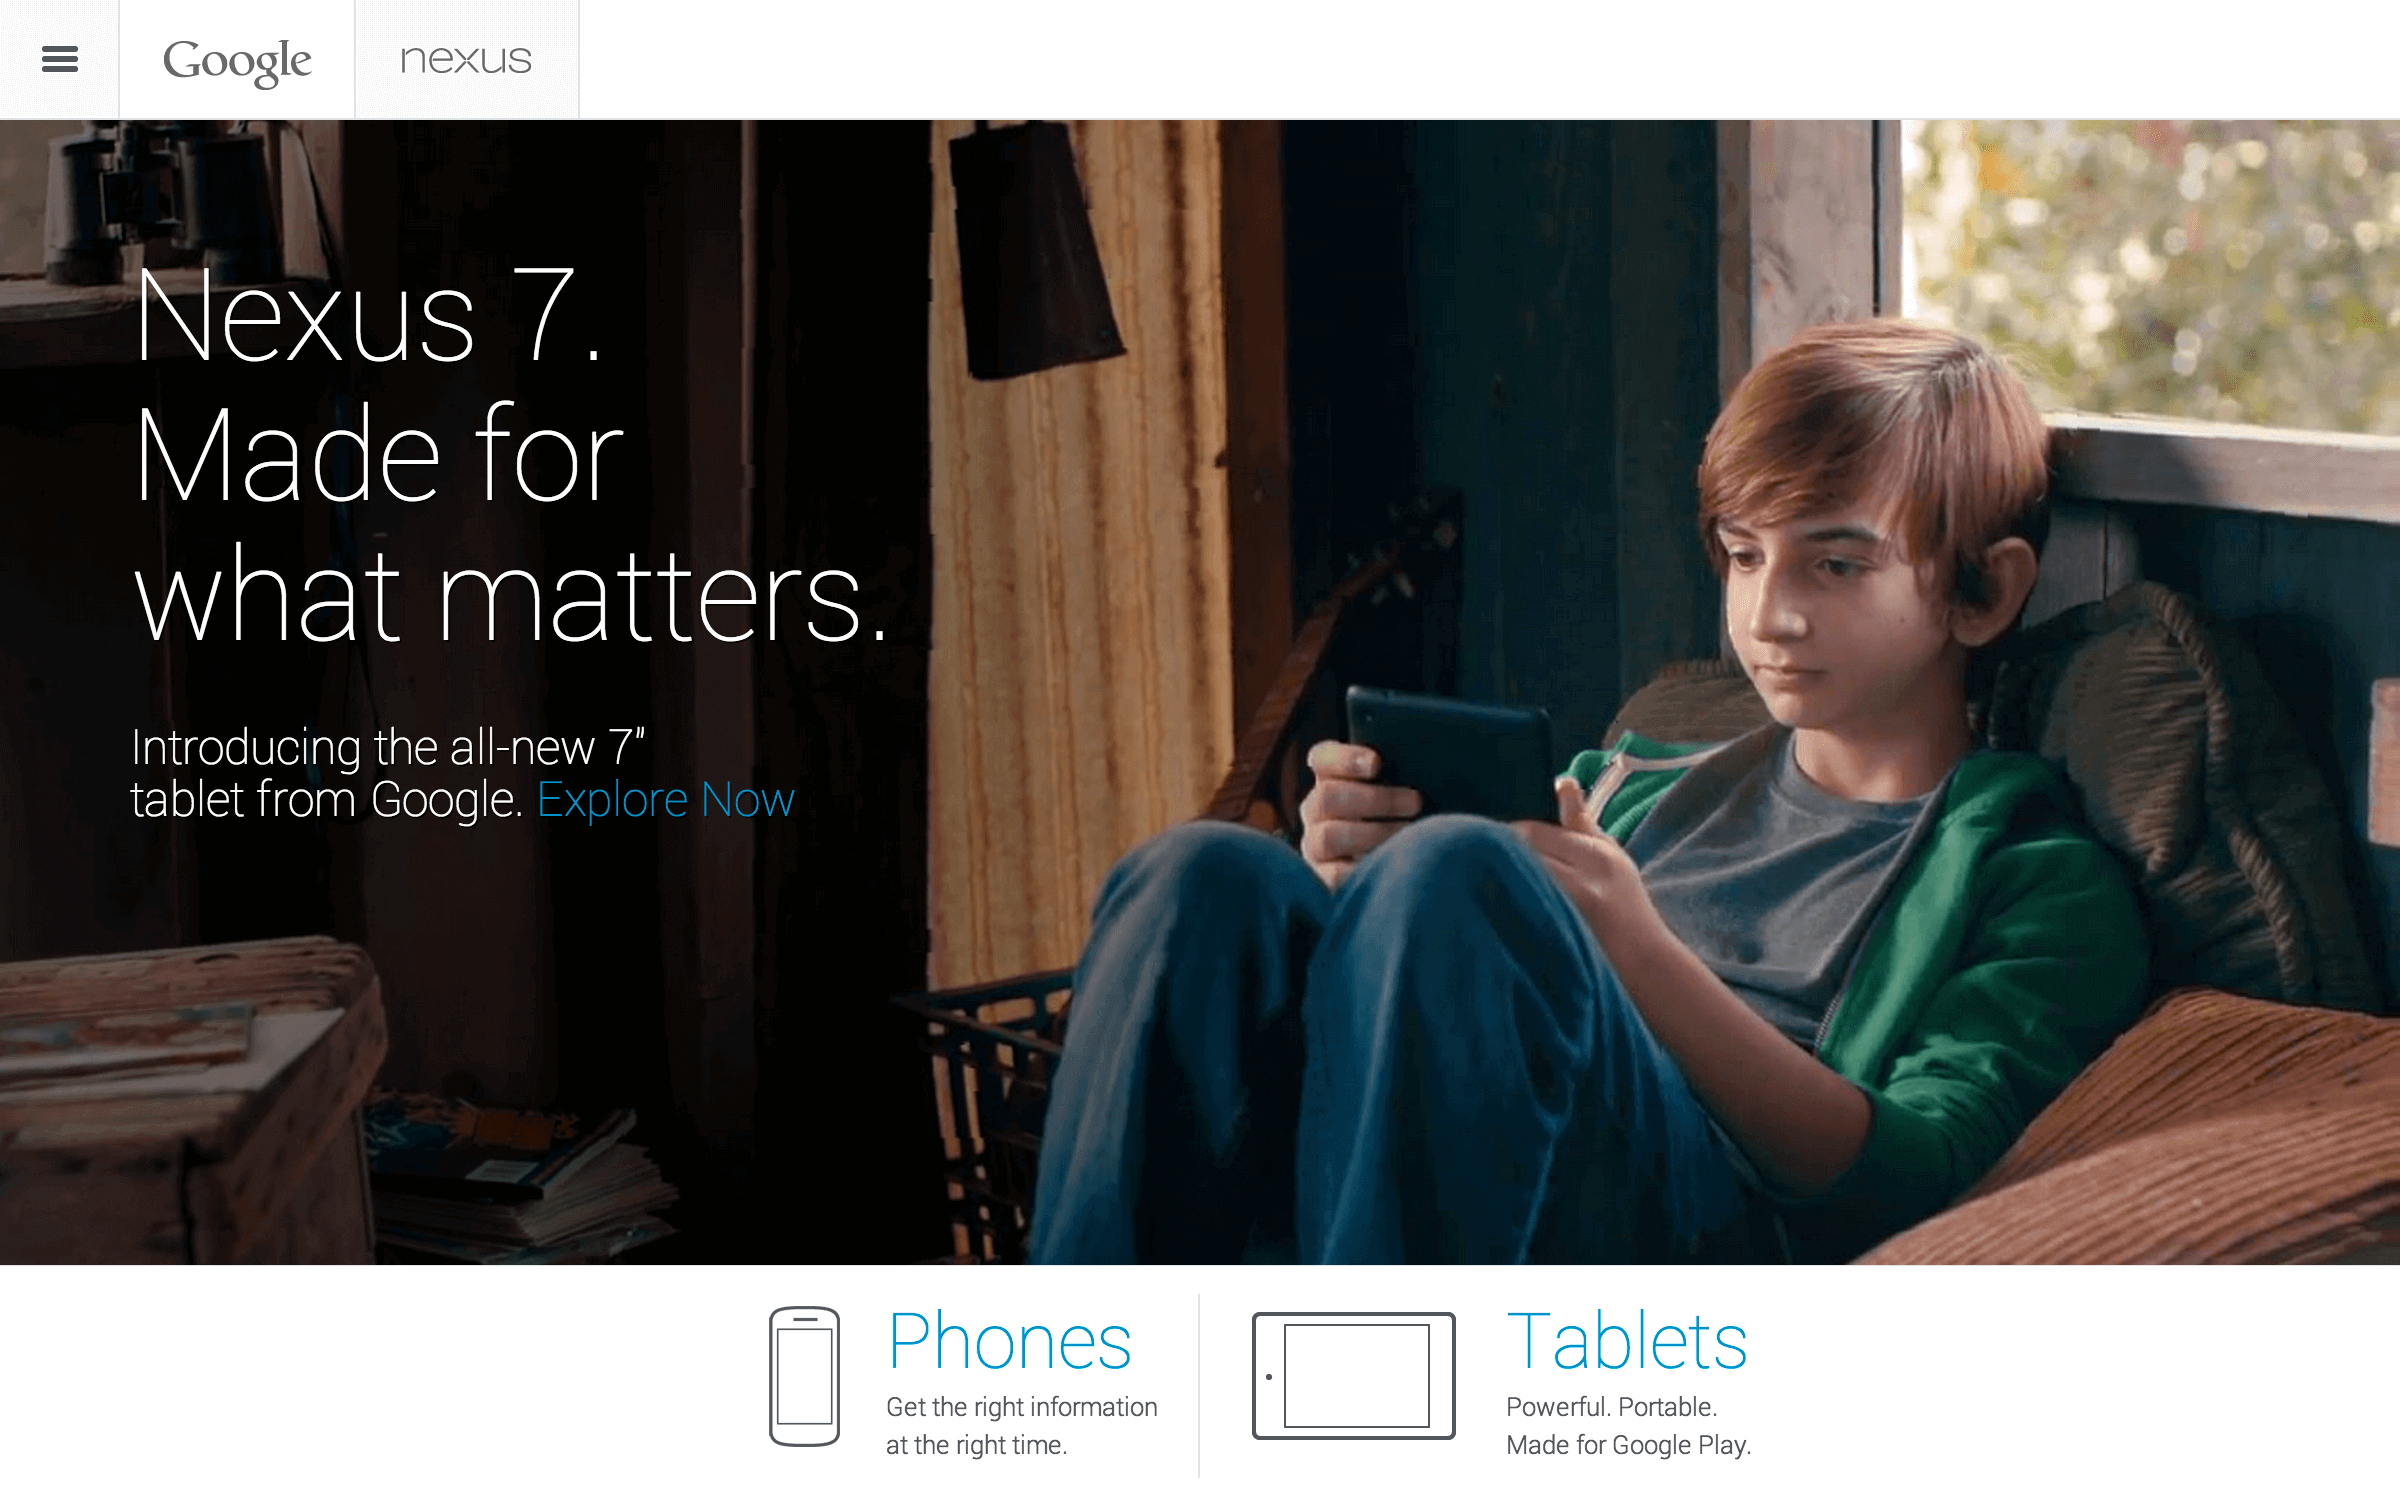 Google
nexus
Nexus 7.
Made for
what matters.
Introducing the all-new 7"
tablet from Google. Explore Now
Phones
Get the right information
at the right time.
Tablets
Powerful. Portable.
Made for Google Play.